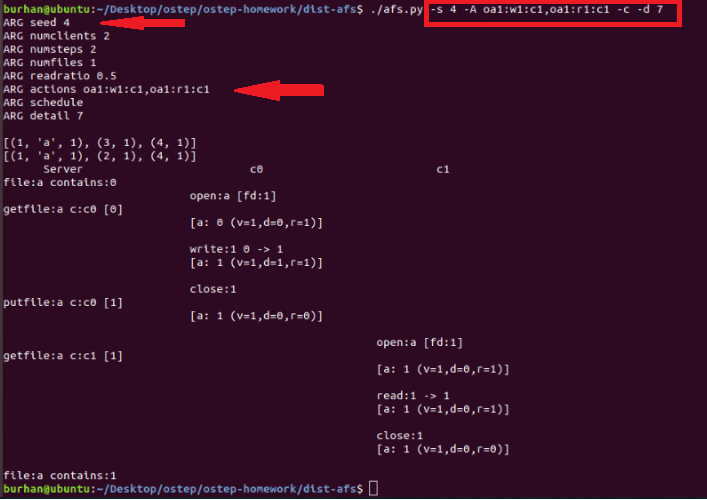 burhan@ubuntu:~/Desktop/ostep/ostep-homework/dist-afs$ ./afs.py -s 4 -A oa1:w1:c1,oa1:r1:c1 -c -d 7
ARG seed 4
ARG numclients 2
ARG numsteps 2
ARG numfiles 1
ARG readratio 0.5
ARG actions oa1:w1:c1,oa1:r1:c1
ARG schedule
ARG detail 7
[(1, 'a', 1), (3, 1), (4, 1)]
[(1, 'a', 1), (2, 1), (4, 1)]
Server c0 c1
file:a contains:0
open:a [fd:1]
getfile:a c:c0 [0]
[a: 0 (v=1,d=0,r=1)]
write:1 0 -> 1
[a: 1 (v=1,d=1,r=1)]
close:1
putfile:a c:c0 [1]
[a: 1 (v=1,d=0,r=0)]
open:a [fd:1]
getfile:a c:c1 [1]
[a: 1 (v=1,d=0,r=1)]
read:1 -> 1
[a: 1 (v=1,d=0,r=1)]
close:1
[a: 1 (v=1,d=0,r=0)]
file:a contains:1
burhan@ubuntu:~/Desktop/ostep/ostep-homework/dist-afs$